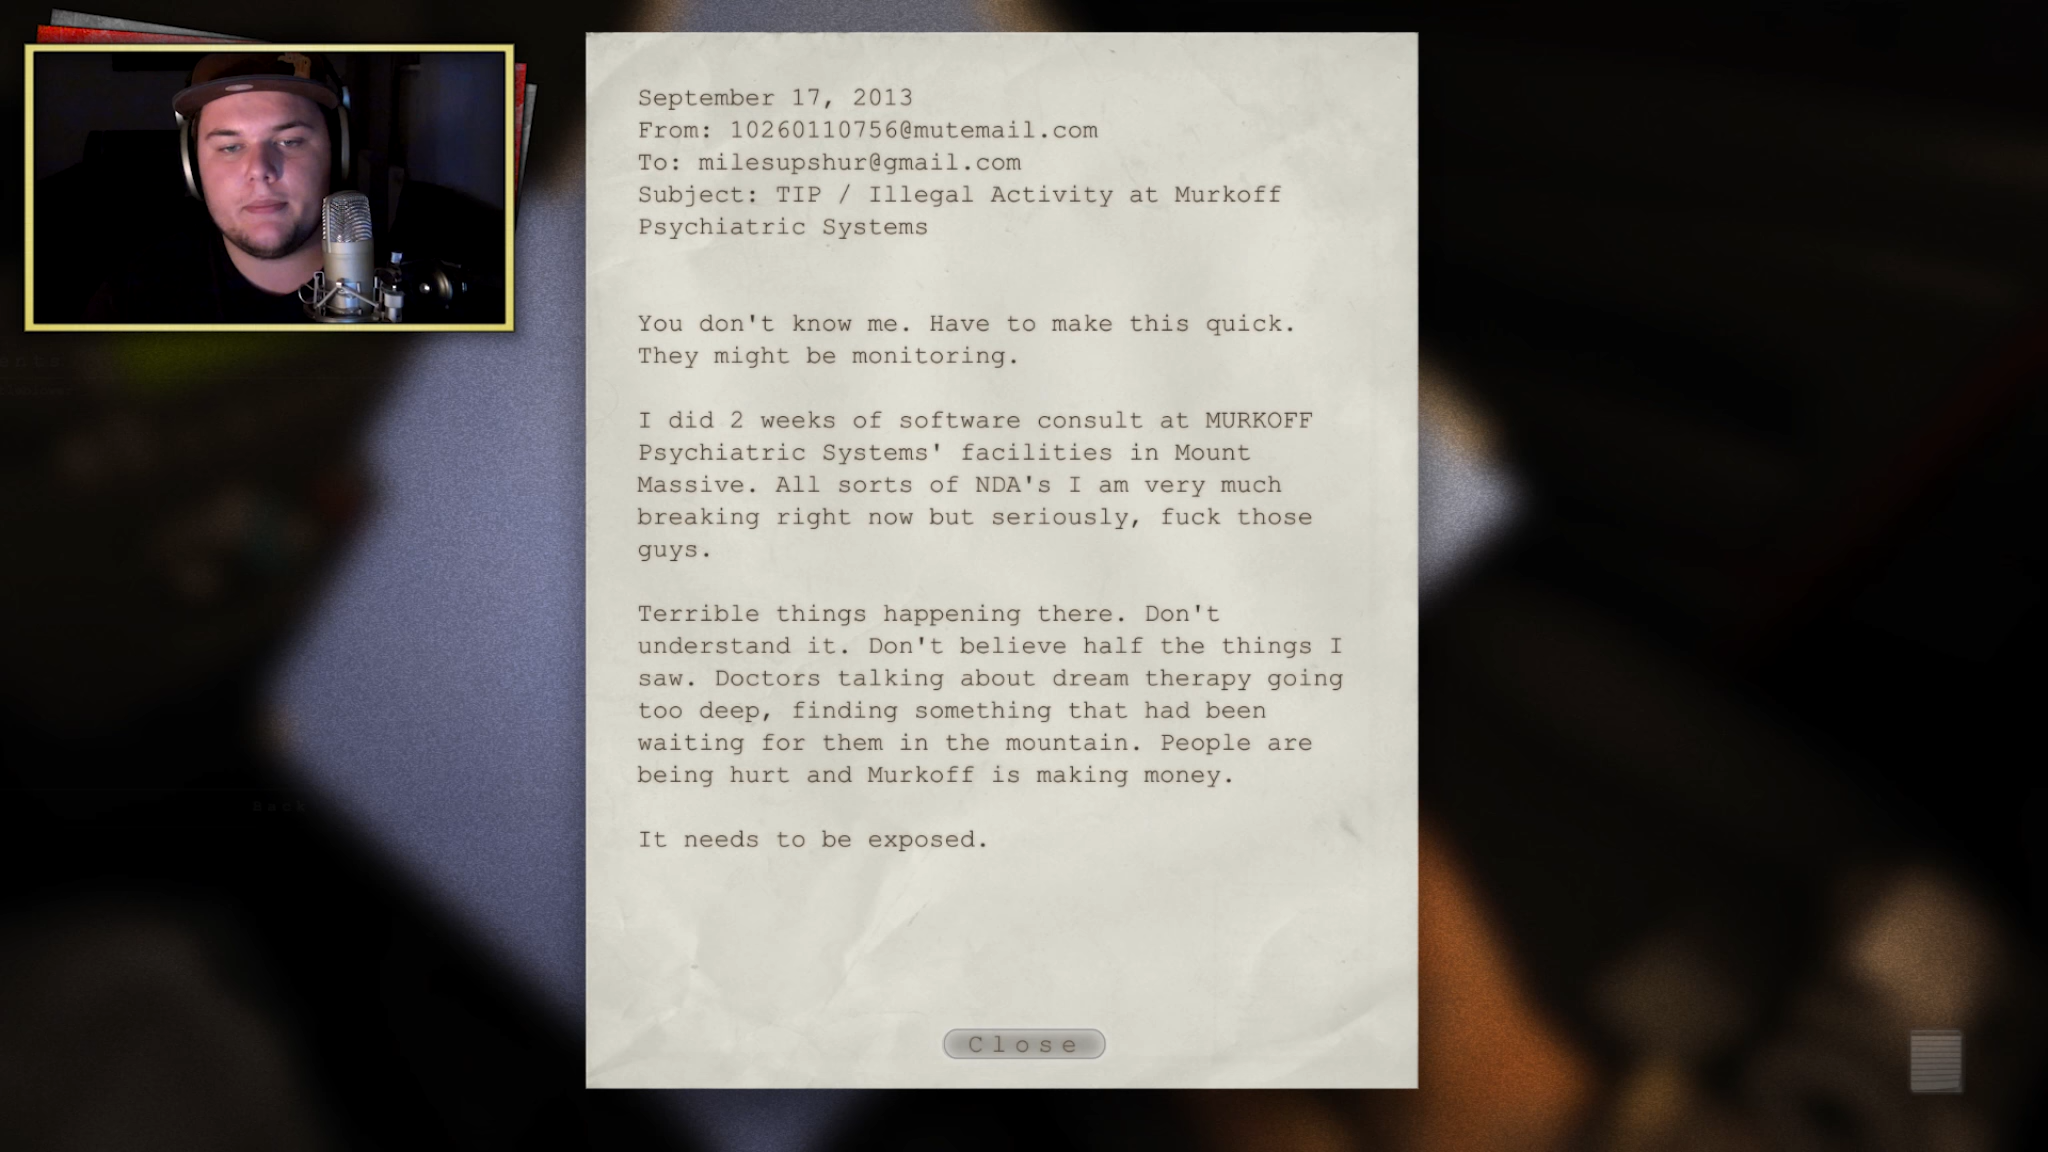 September 17, 2013
From: 10260110756@mutemail.com
To: milesupshur@gmail.com
Subject: TIP / Illegal Activity at Murkoff
Psychiatric Systems
You don't know me. Have to make this quick.
They might be monitoring.
I did 2 weeks of software consult at MURKOFF
Psychiatric Systems' facilities in Mount
Massive. All sorts of NDA's I am very much
breaking right now but seriously, fuck those
guys.
Terrible things happening there. Don't
understand it. Don't believe half the things I
saw. Doctors talking about dream therapy going
too deep, finding something that had been
waiting for them in the mountain. People are
being hurt and Murkoff is making money.
It needs to be exposed.
Back
Close